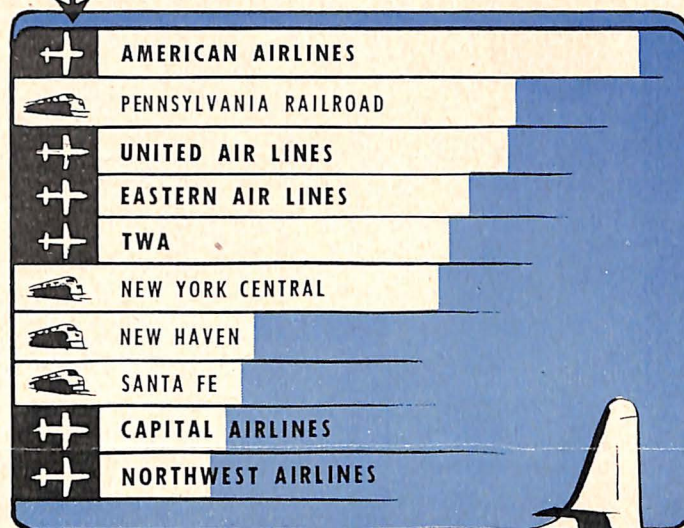 AMERICAN AIRLINES
PENNSYLVANIA RAILROAD
UNITED AIR LINES
EASTERN AIR LINES
TWA
NEW YORK CENTRAL
NEW HAVEN
SANTA FE
CAPITAL AIRLINES
NORTHWEST AIRLINES